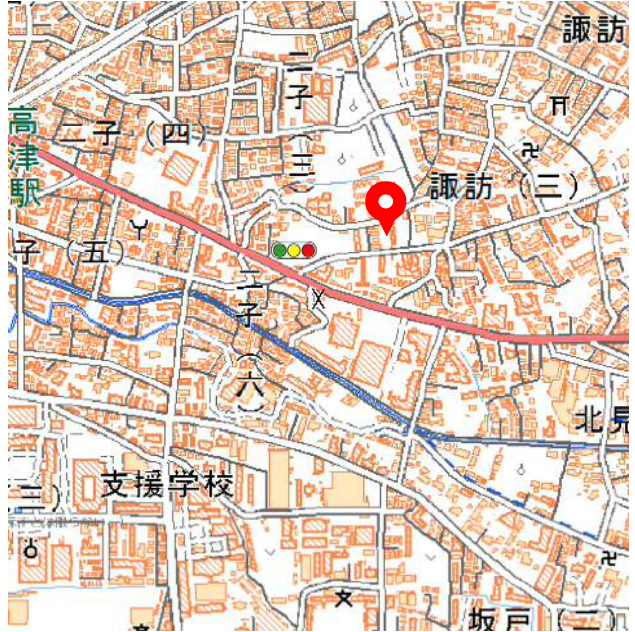 諏訪
二子(三)
高津駅
二子(四)
諏訪(三)
子(五)
二子(六)
北見
支援学校
三)
坂戸(二)